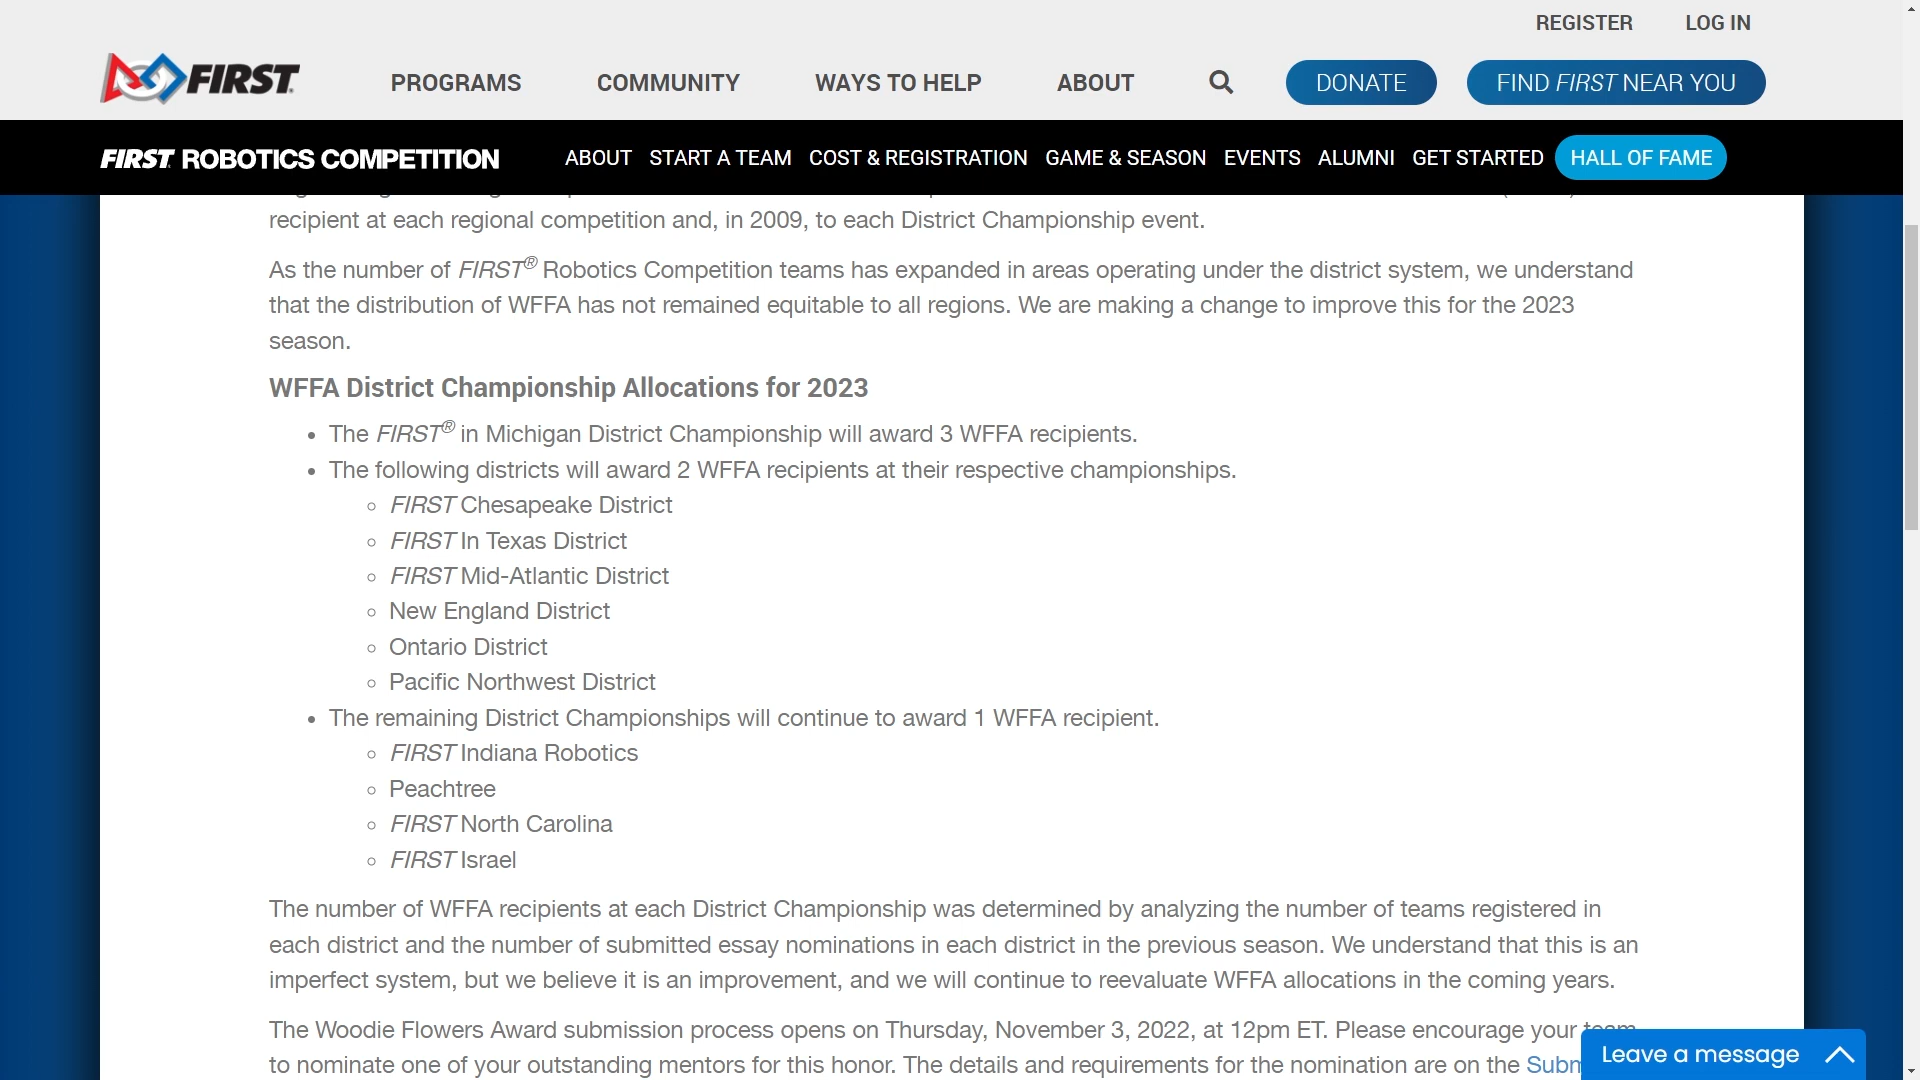 REGISTER LOG IN
FIRST PROGRAMS COMMUNITY WAYS TO HELP ABOUT DONATE FIND FIRST NEAR YOU
FIRST ROBOTICS COMPETITION ABOUT START A TEAM COST & REGISTRATION GAME & SEASON EVENTS ALUMNI GET STARTED HALL OF FAME
recipient at each regional competition and, in 2009, to each District Championship event.
As the number of FIRST® Robotics Competition teams has expanded in areas operating under the district system, we understand
that the distribution of WFFA has not remained equitable to all regions. We are making a change to improve this for the 2023
season.
WFFA District Championship Allocations for 2023
• The FIRST® in Michigan District Championship will award 3 WFFA recipients.
• The following districts will award 2 WFFA recipients at their respective championships.
◦ FIRST Chesapeake District
◦ FIRST In Texas District
◦ FIRST Mid-Atlantic District
◦ New England District
◦ Ontario District
◦ Pacific Northwest District
• The remaining District Championships will continue to award 1 WFFA recipient.
◦ FIRST Indiana Robotics
◦ Peachtree
◦ FIRST North Carolina
◦ FIRST Israel
The number of WFFA recipients at each District Championship was determined by analyzing the number of teams registered in
each district and the number of submitted essay nominations in each district in the previous season. We understand that this is an
imperfect system, but we believe it is an improvement, and we will continue to reevaluate WFFA allocations in the coming years.
The Woodie Flowers Award submission process opens on Thursday, November 3, 2022, at 12pm ET. Please encourage your team
to nominate one of your outstanding mentors for this honor. The details and requirements for the nomination are on the Subm
Leave a message